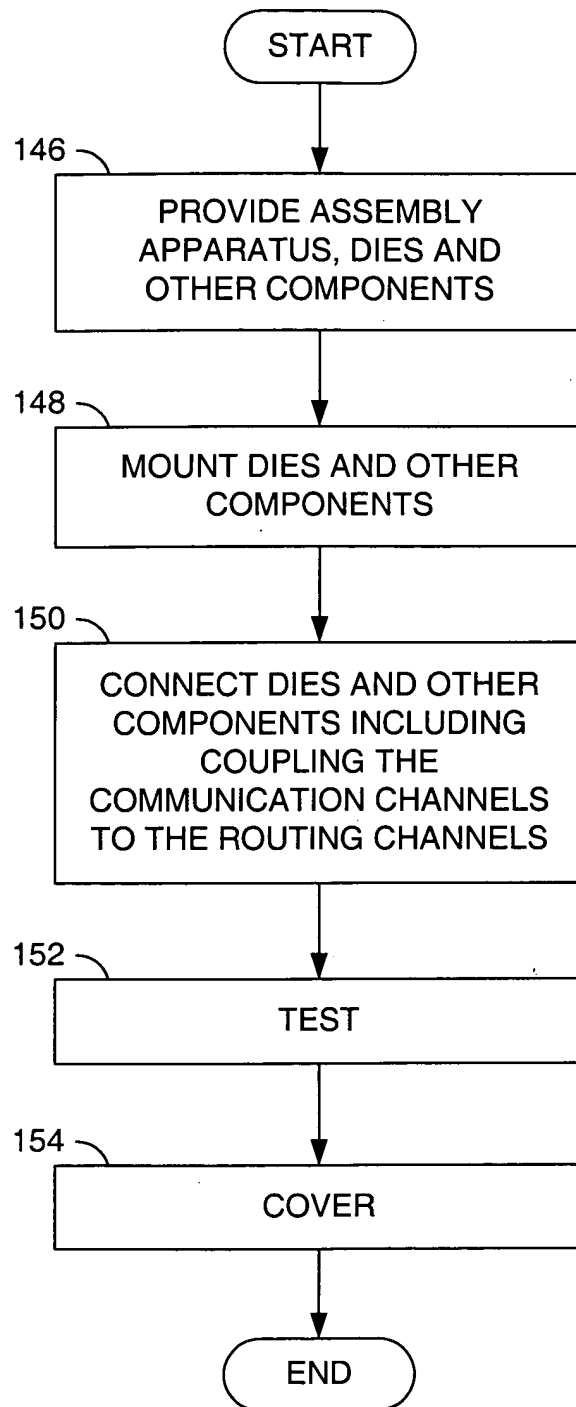 START
146
PROVIDE ASSEMBLY
APPARATUS, DIES AND
OTHER COMPONENTS
148
MOUNT DIES AND OTHER
COMPONENTS
150
CONNECT DIES AND OTHER
COMPONENTS INCLUDING
COUPLING THE
COMMUNICATION CHANNELS
TO THE ROUTING CHANNELS
152
TEST
154
COVER
END